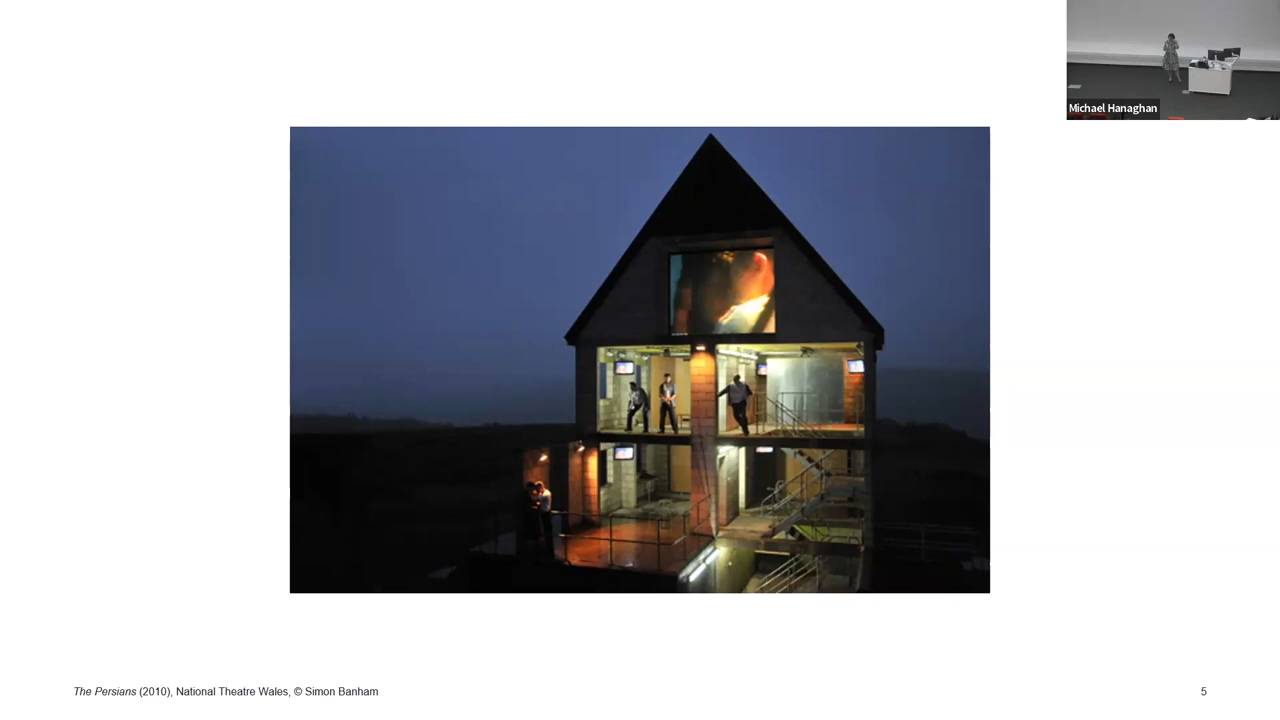 Michael Hanaghan
The Persians (2010), National Theatre Wales, © Simon Banham
5